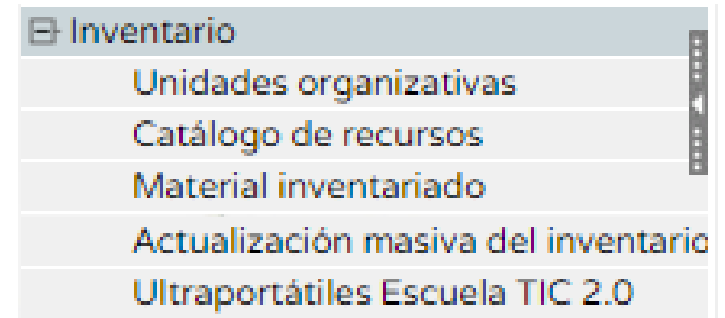 Inventario
Unidades organizativas
Catálogo de recursos
Material inventariado
Actualización masiva del inventario
Ultraportátiles Escuela TIC 2.0